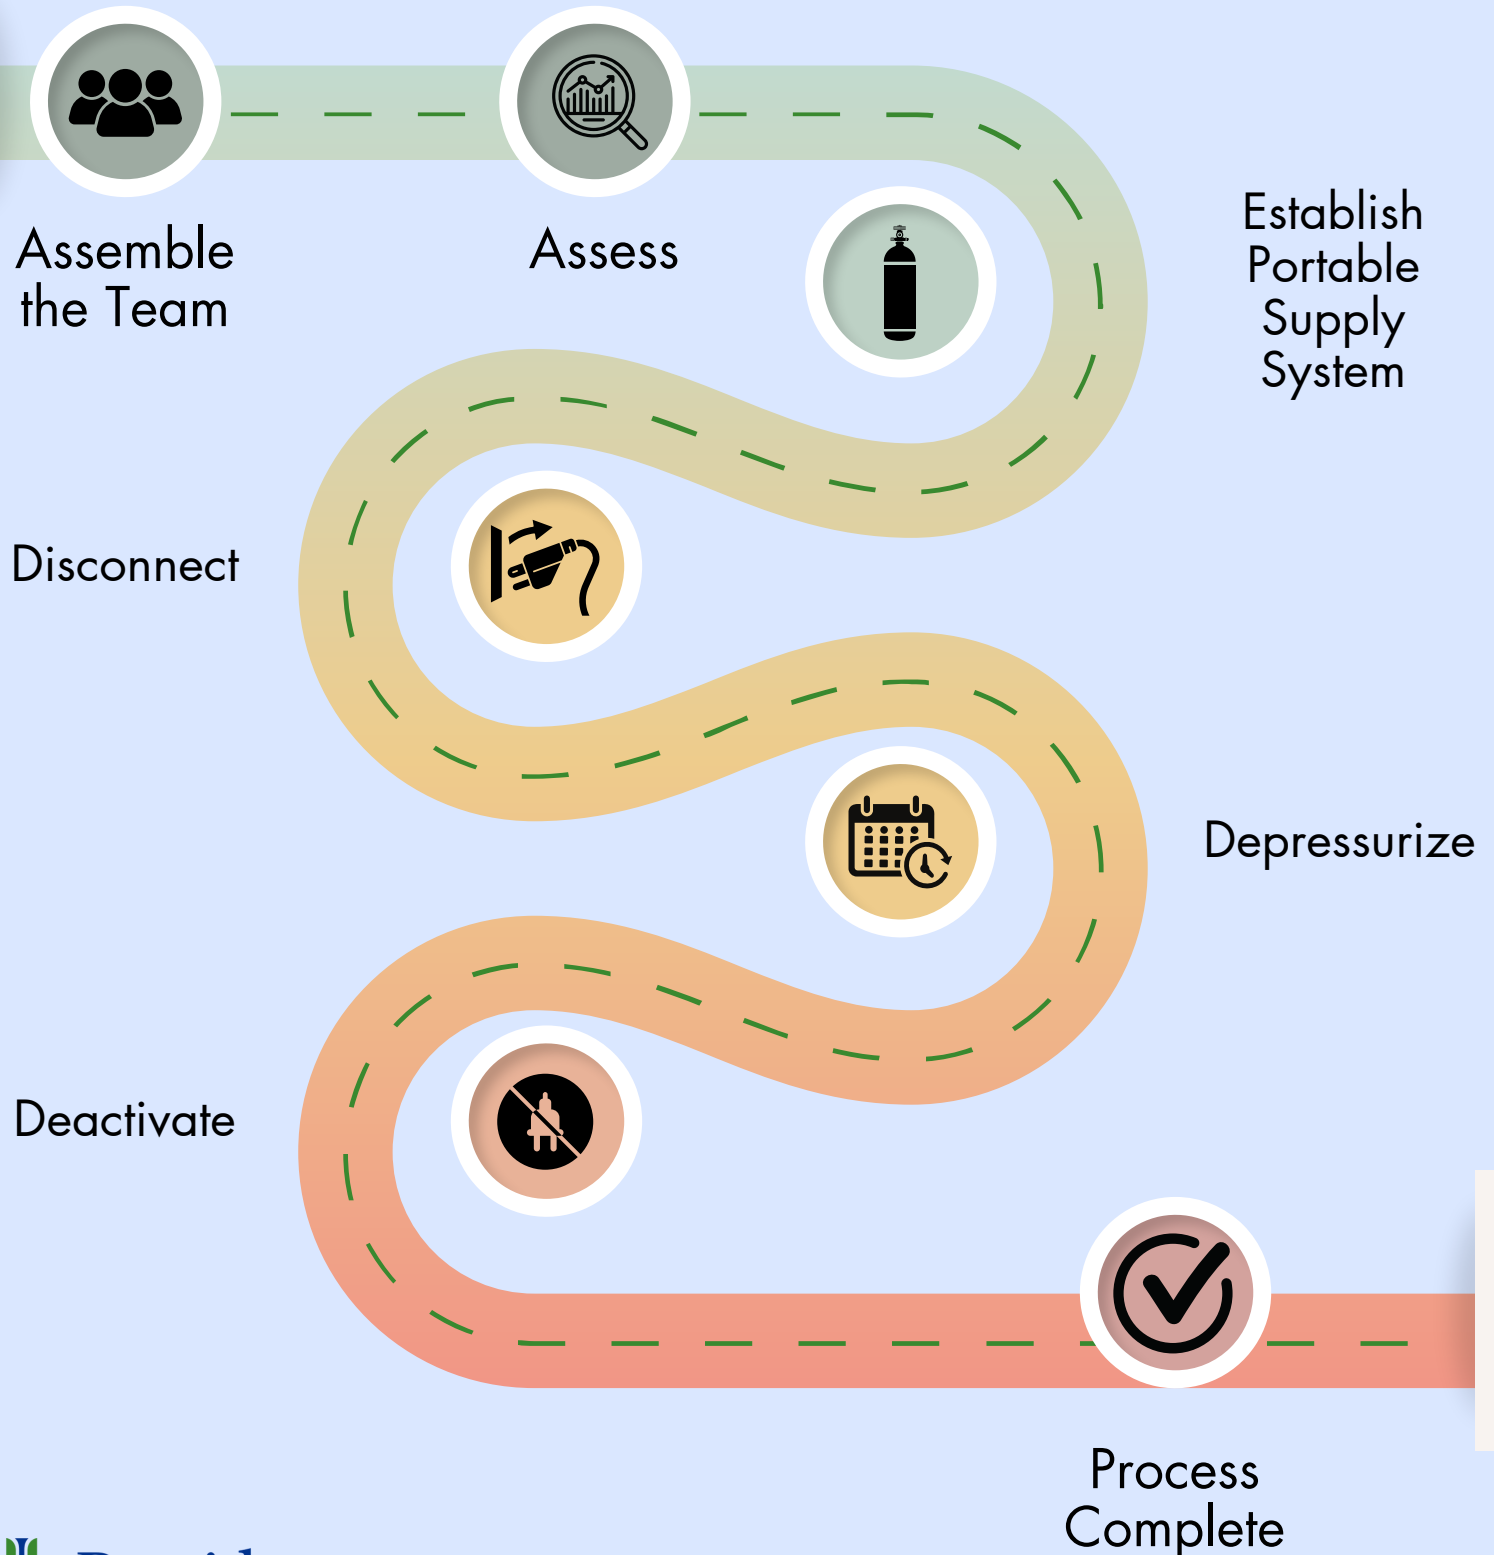 Assemble
the Team
Assess
Establish
Portable
Supply
System
Disconnect
Depressurize
Deactivate
Process
Complete